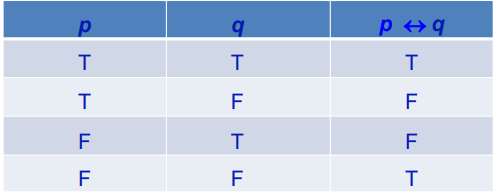 p q p ↔ q
T T T
T F F
F T F
F F T